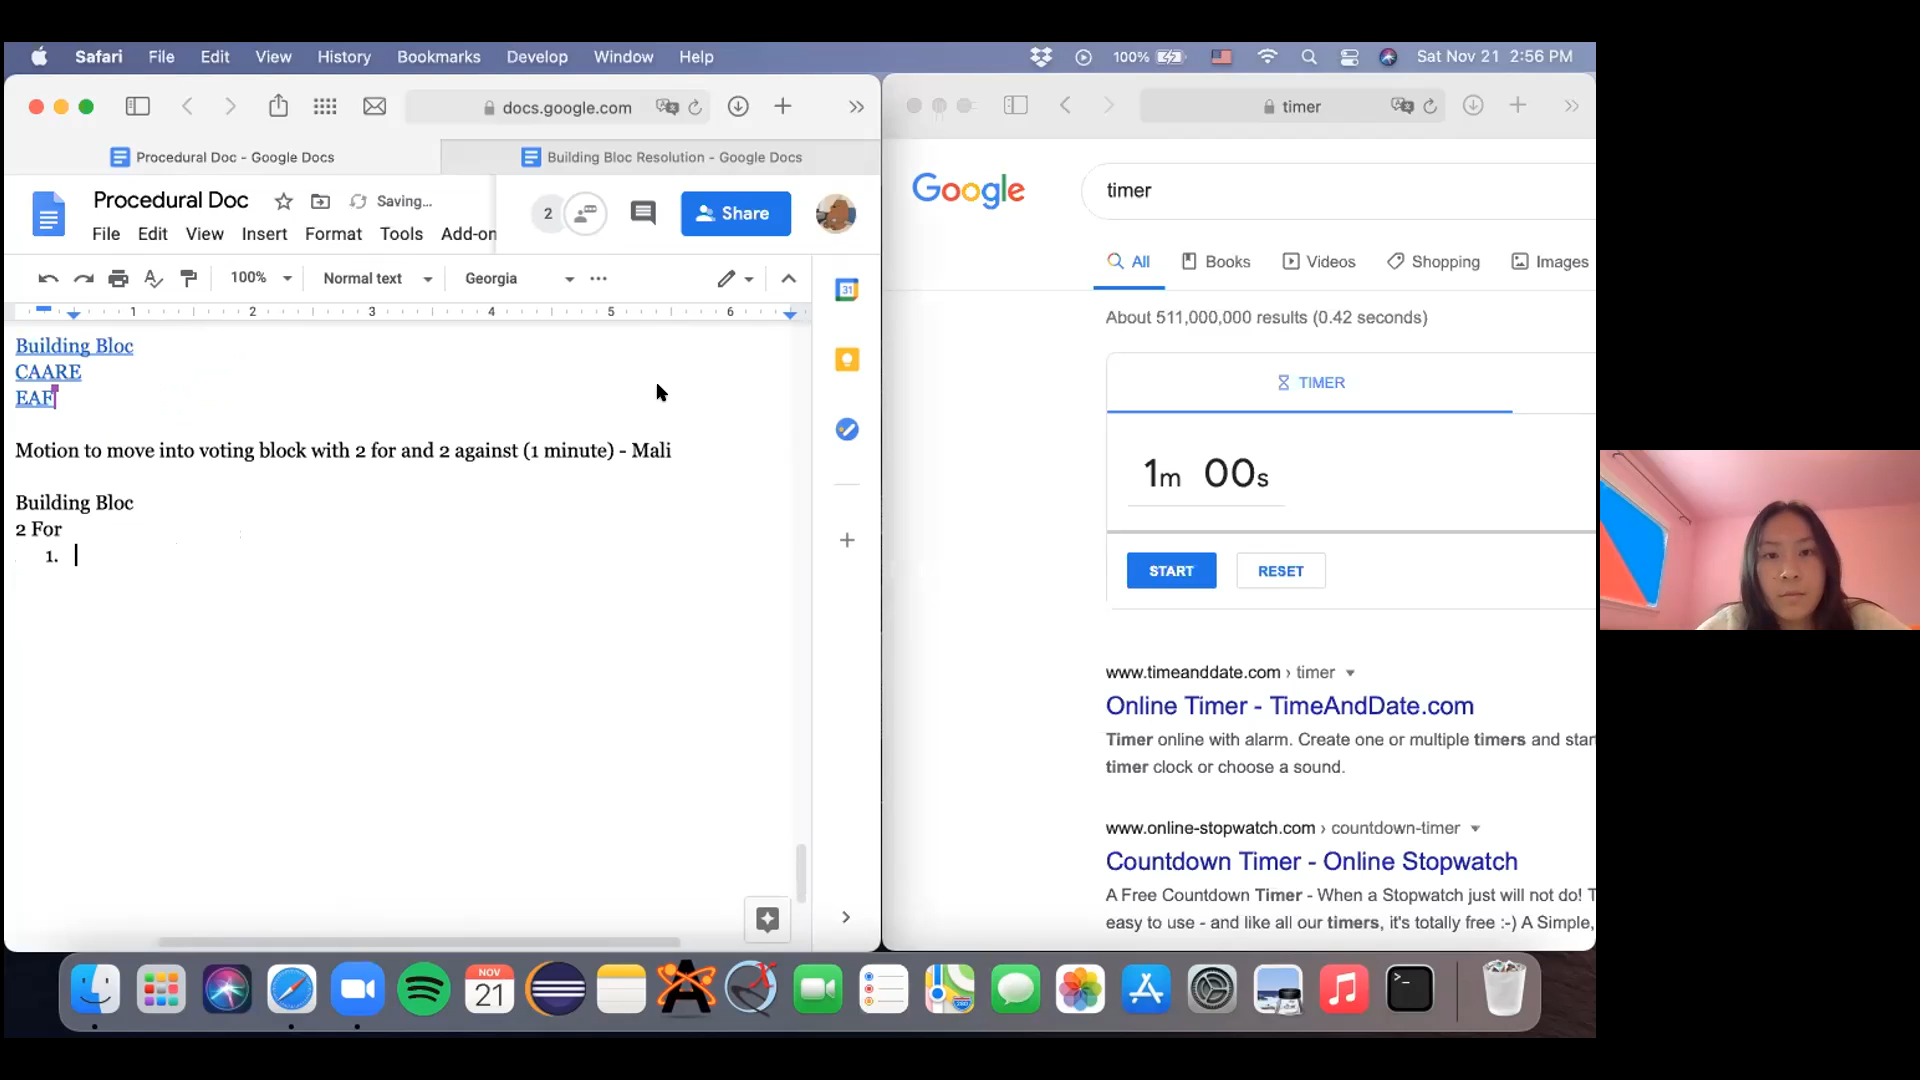 Safari File Edit View History Bookmarks Develop Window Help 100% Sat Nov 21 2:56 PM
docs.google.com
timer
Procedural Doc - Google Docs
Building Bloc Resolution - Google Docs
Procedural Doc Saving...
2
Share
File Edit View Insert Format Tools Add-on
100% Normal text Georgia
1 2 3 4 5 6
31
Building Bloc
CAARE
EAF
Motion to move into voting block with 2 for and 2 against (1 minute) - Mali
Building Bloc
2 For
1.
Google
timer
All Books Videos Shopping Images
About 511,000,000 results (0.42 seconds)
TIMER
1m 00s
START RESET
www.timeanddate.com › timer
Online Timer - TimeAndDate.com
Timer online with alarm. Create one or multiple timers and star
timer clock or choose a sound.
www.online-stopwatch.com › countdown-timer
Countdown Timer - Online Stopwatch
A Free Countdown Timer - When a Stopwatch just will not do! T
easy to use - and like all our timers, it's totally free :-) A Simple,
NOV
21